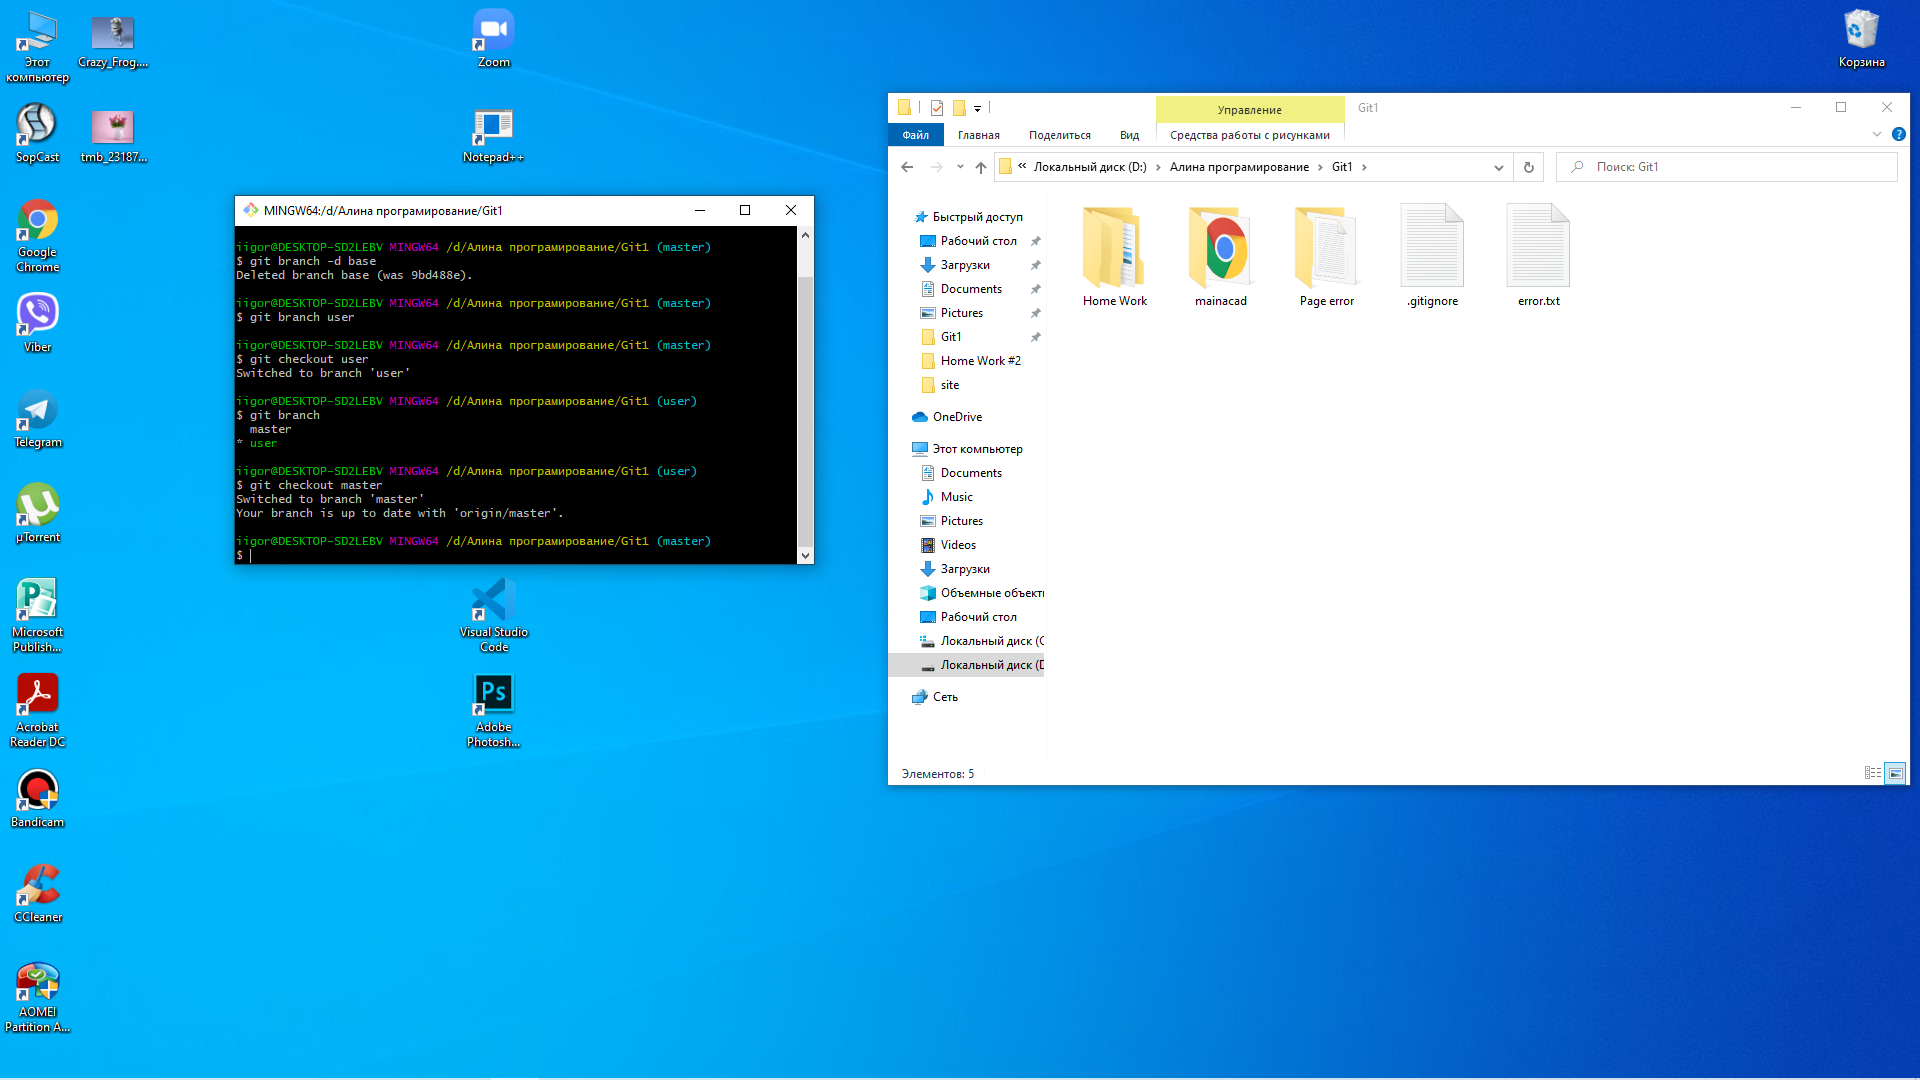 Этот
компьютер
Crazy_Frog....
Zoom
Корзина
SopCast
tmb_23187...
Notepad++
Google
Chrome
Viber
Telegram
µTorrent
Microsoft
Publish...
Visual Studio
Code
Acrobat
Reader DC
Adobe
Photosh...
Bandicam
CCleaner
AOMEI
Partition A...
MINGW64:/d/Алина програмирование/Git1
iigor@DESKTOP-SD2LEBV MINGW64 /d/Алина програмирование/Git1 (master)
$ git branch -d base
Deleted branch base (was 9bd488e).
iigor@DESKTOP-SD2LEBV MINGW64 /d/Алина програмирование/Git1 (master)
$ git branch user
iigor@DESKTOP-SD2LEBV MINGW64 /d/Алина програмирование/Git1 (master)
$ git checkout user
Switched to branch 'user'
iigor@DESKTOP-SD2LEBV MINGW64 /d/Алина програмирование/Git1 (user)
$ git branch
master
* user
iigor@DESKTOP-SD2LEBV MINGW64 /d/Алина програмирование/Git1 (user)
$ git checkout master
Switched to branch 'master'
Your branch is up to date with 'origin/master'.
iigor@DESKTOP-SD2LEBV MINGW64 /d/Алина програмирование/Git1 (master)
$
Управление
Git1
Файл
Главная
Поделиться
Вид
Средства работы с рисунками
« Локальный диск (D:) › Алина програмирование › Git1 ›
Поиск: Git1
Быстрый доступ
Рабочий стол
Загрузки
Documents
Pictures
Git1
Home Work #2
site
OneDrive
Этот компьютер
Documents
Music
Pictures
Videos
Загрузки
Объемные объекты
Рабочий стол
Локальный диск (C
Локальный диск (D
Сеть
Home Work
mainacad
Page error
.gitignore
error.txt
Элементов: 5